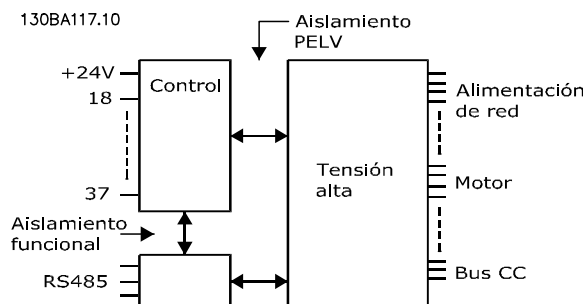 130BA117.10
Aislamiento
PELV
+24V
Control
18
37
Tensión
alta
Alimentación
de red
Motor
Aislamiento
funcional
RS485
Bus CC